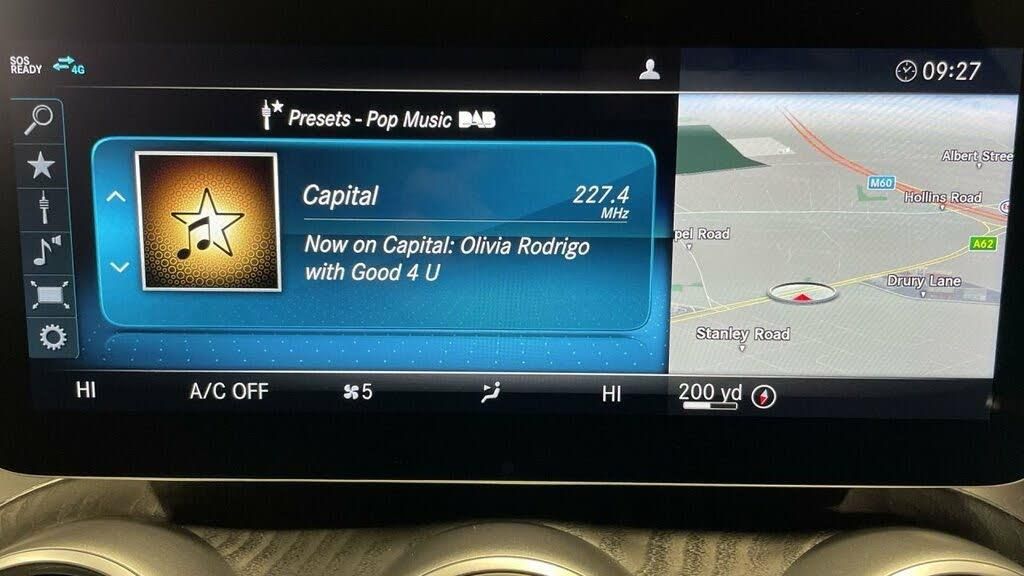 SOS
READY
4G
09:27
Presets - Pop Music DAB
Capital
227.4
MHz
Now on Capital: Olivia Rodrigo
with Good 4 U
Albert Stree
M60
Hollins Road
pel Road
A62
Drury Lane
Stanley Road
HI
A/C OFF
5
HI
200 yd